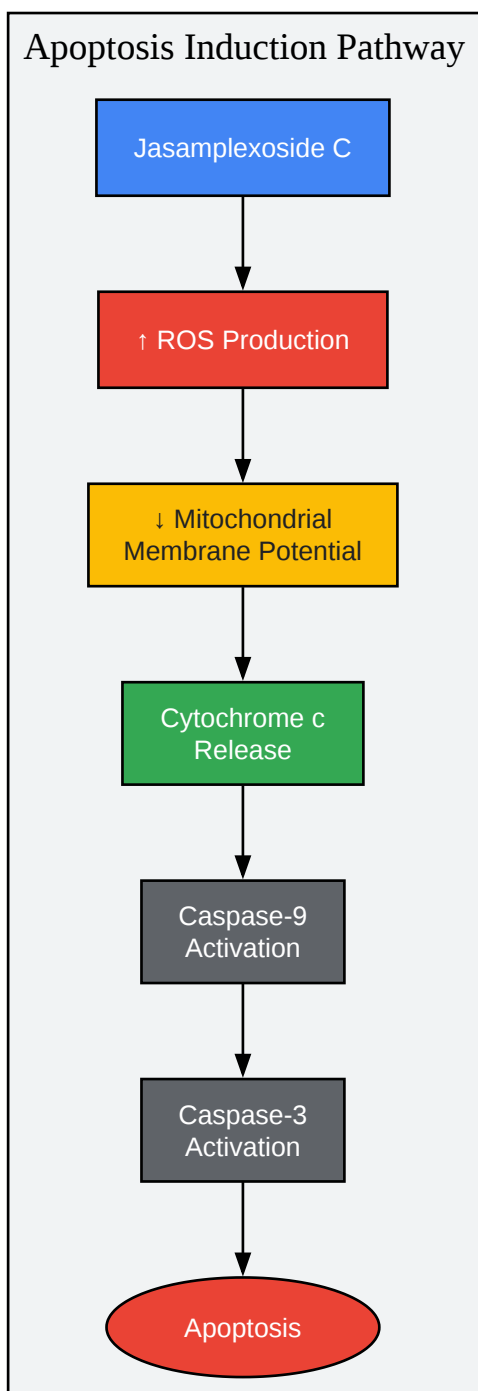 Apoptosis Induction Pathway
Jasamplexoside C
↑ ROS Production
↓ Mitochondrial
Membrane Potential
Cytochrome c
Release
Caspase-9
Activation
Caspase-3
Activation
Apoptosis